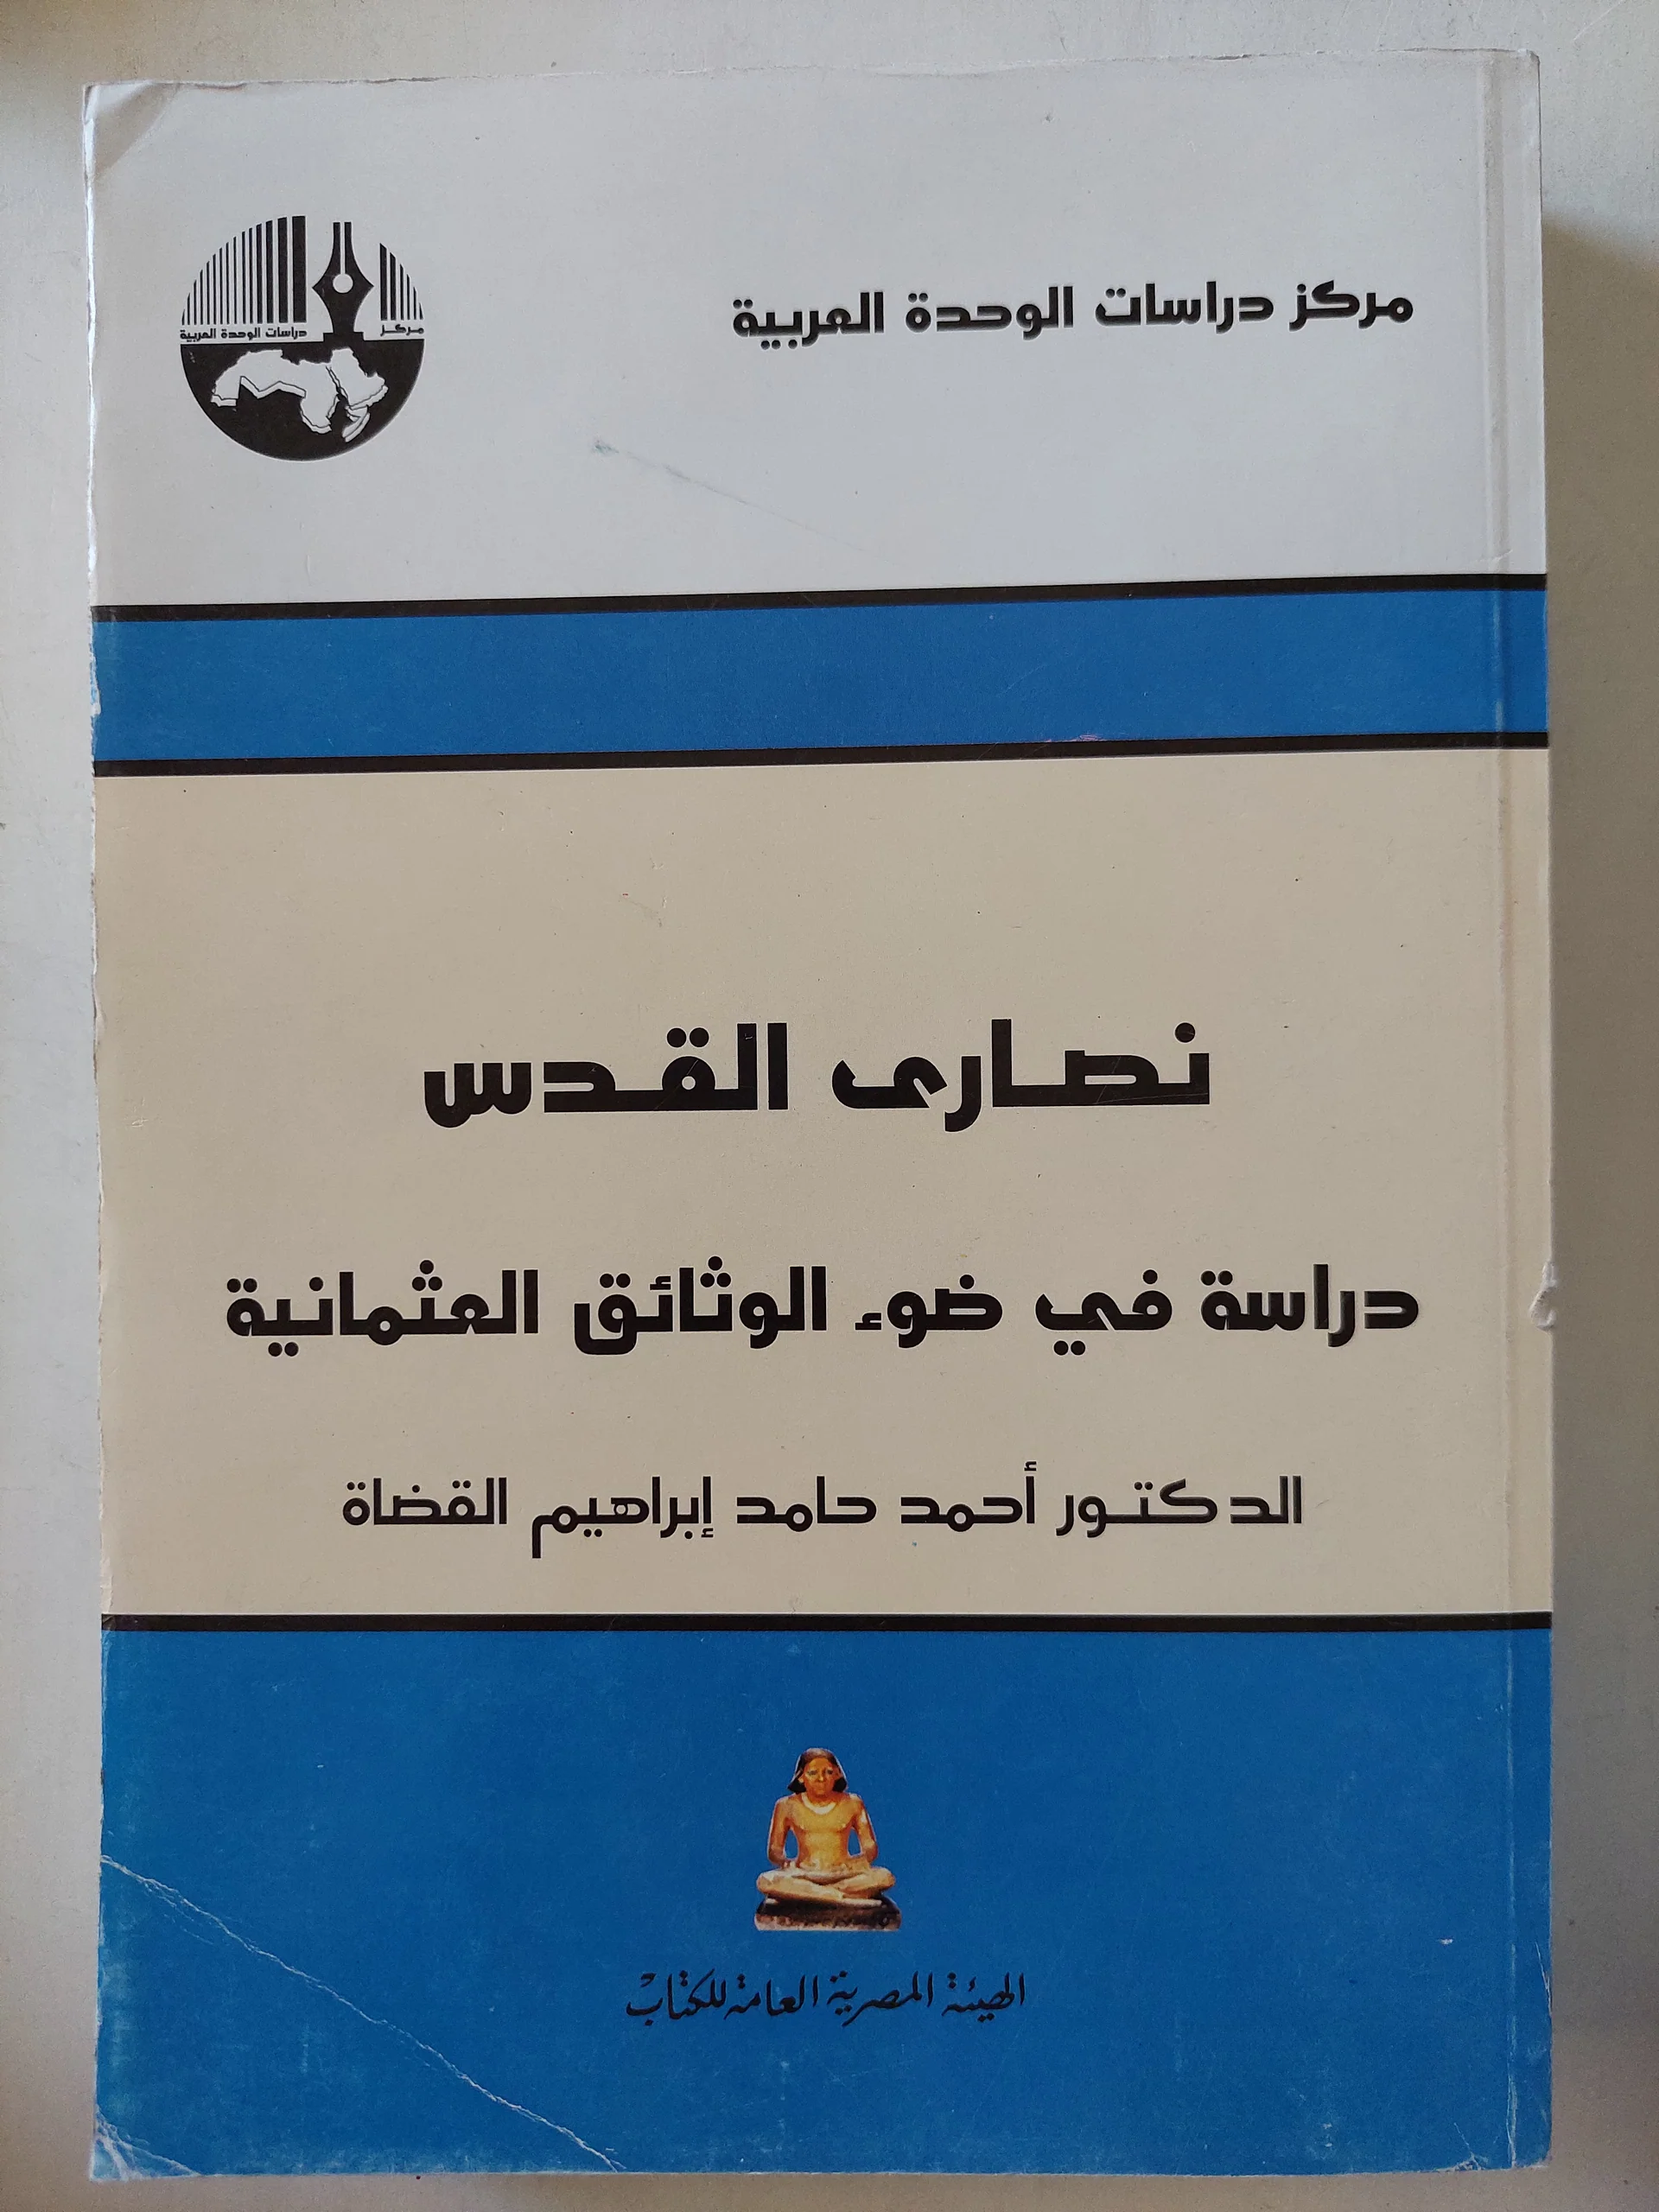 مركز دراسات الوحدة العربية
مركز دراسات الوحدة العربية
نصارى القدس
دراسة في ضوء الوثائق العثمانية
الدكتور أحمد حامد إبراهيم القضاة
الهيئة المصرية العامة للكتاب